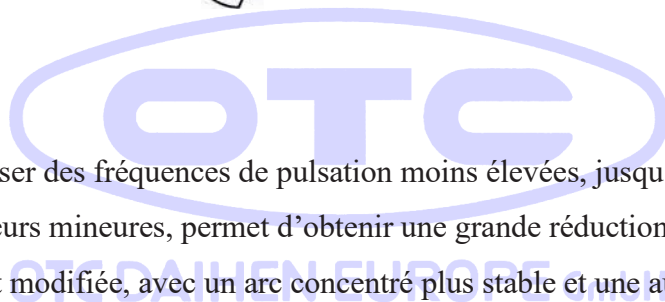 OTC
ser des fréquences de pulsation moins élevées, jusqu
eurs mineures, permet d’obtenir une grande réduction
modifiée, avec un arc concentré plus stable et une a
OTC DAIHEN EUROPE GmbH